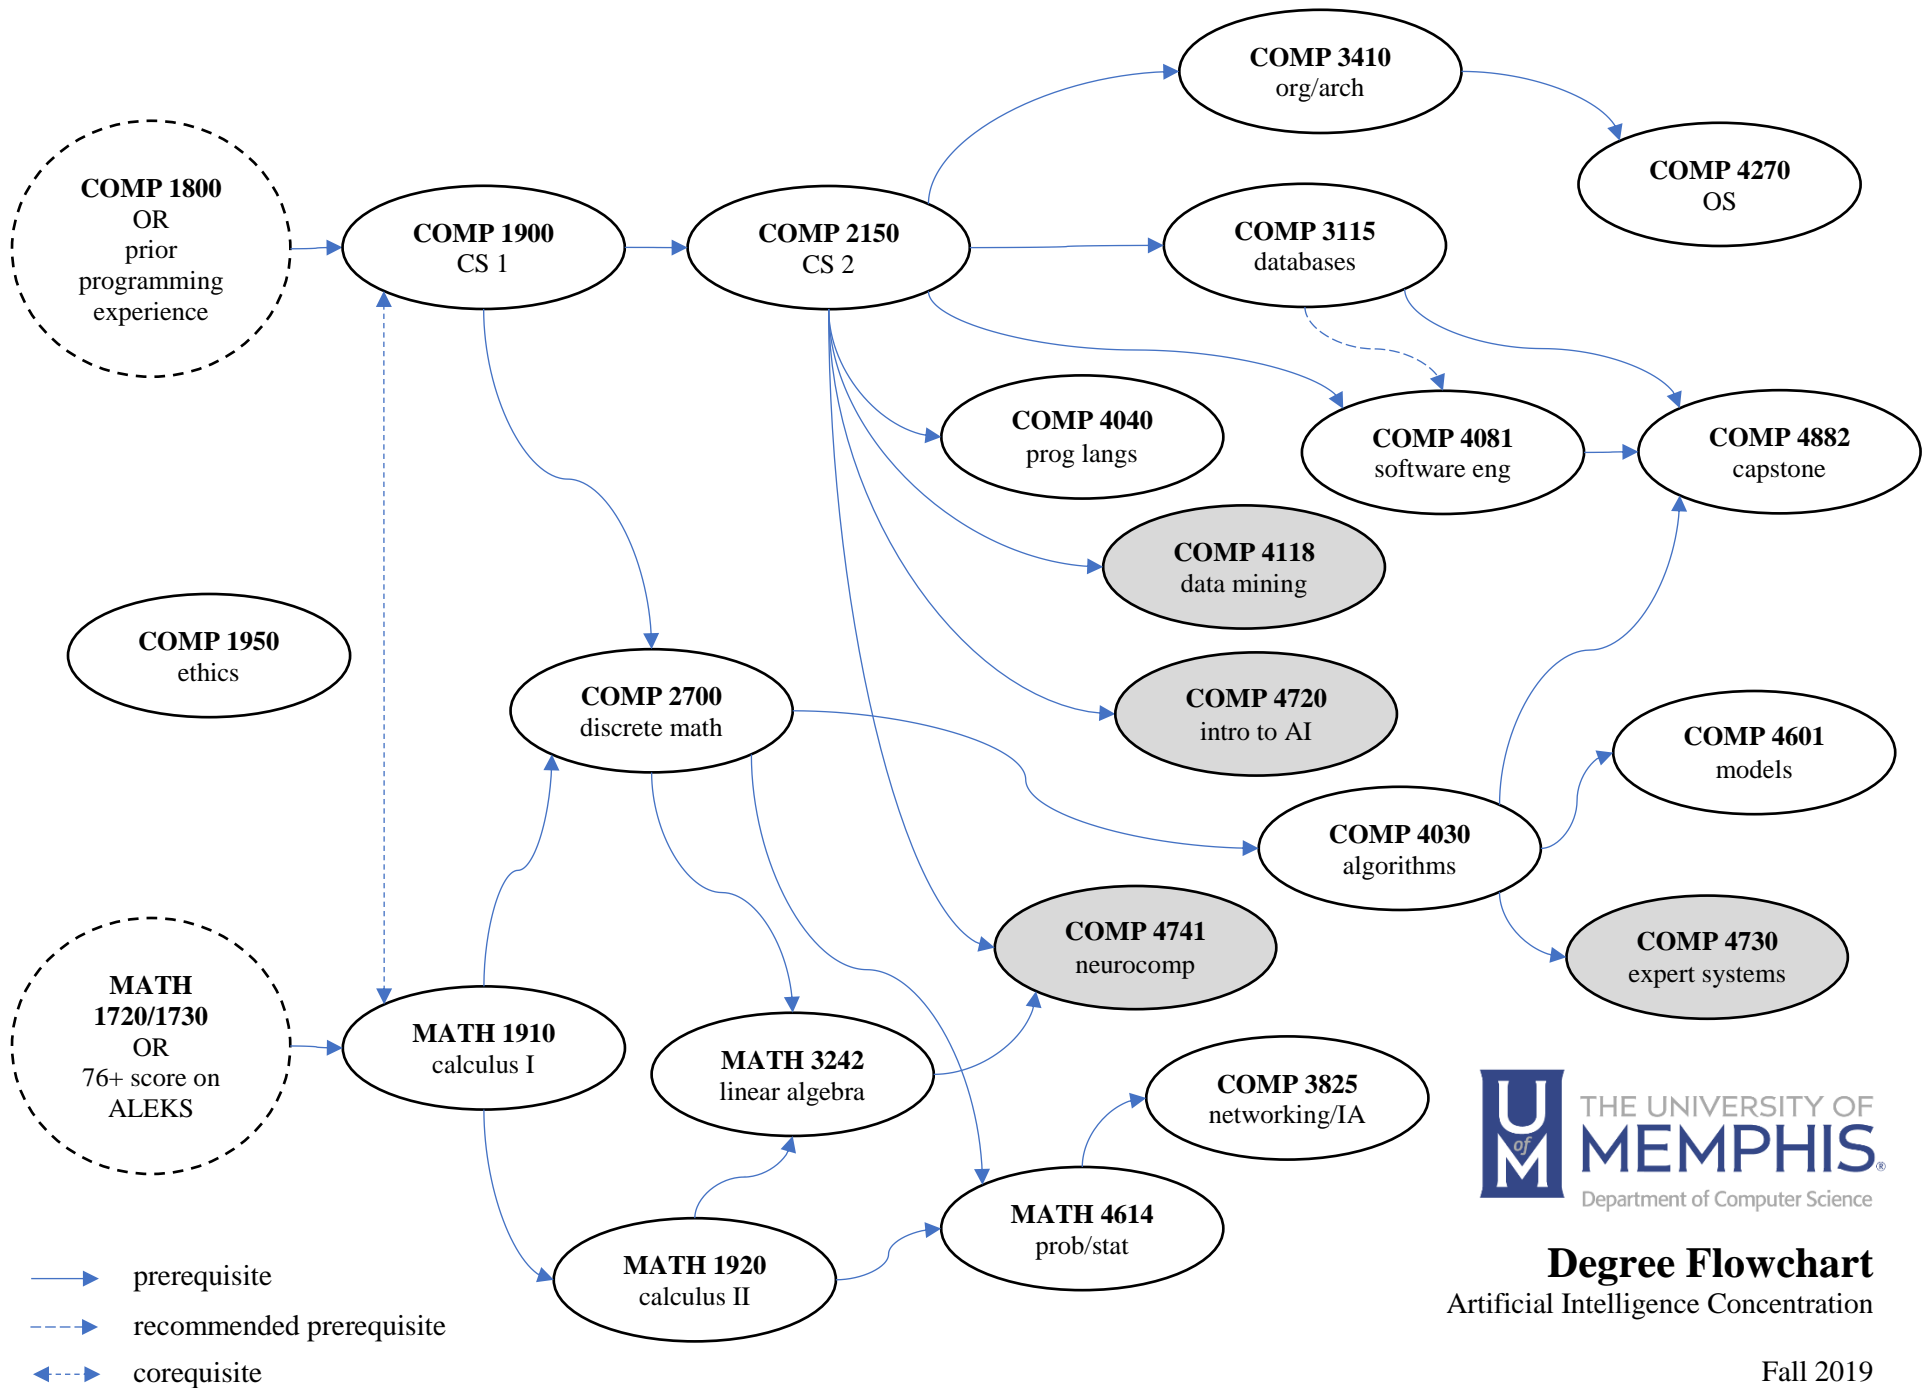 COMP 3410
org/arch
COMP 4270
OS
COMP 1800
OR
prior
programming
experience
COMP 1900
CS 1
COMP 2150
CS 2
COMP 3115
databases
COMP 4040
prog langs
COMP 4081
software eng
COMP 4882
capstone
COMP 4118
data mining
COMP 1950
ethics
COMP 2700
discrete math
COMP 4720
intro to AI
COMP 4601
models
COMP 4030
algorithms
COMP 4741
neurocomp
COMP 4730
expert systems
MATH
1720/1730
OR
76+ score on
ALEKS
MATH 1910
calculus I
MATH 3242
linear algebra
COMP 3825
networking/IA
MATH 1920
calculus II
MATH 4614
prob/stat
U
of
M
THE UNIVERSITY OF
MEMPHIS®
Department of Computer Science
Degree Flowchart
Artificial Intelligence Concentration
Fall 2019
prerequisite
recommended prerequisite
corequisite